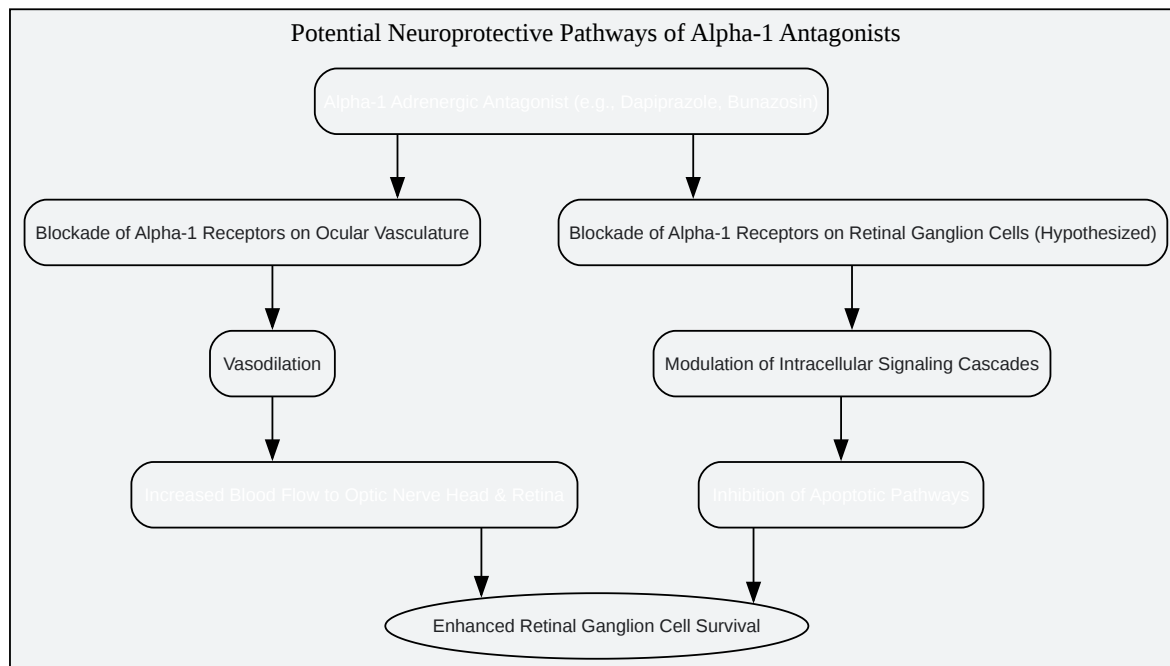 Potential Neuroprotective Pathways of Alpha-1 Antagonists
Alpha-1 Adrenergic Antagonist (e.g., Dapiprazole, Bunazosin)
Blockade of Alpha-1 Receptors on Ocular Vasculature
Blockade of Alpha-1 Receptors on Retinal Ganglion Cells (Hypothesized)
Vasodilation
Modulation of Intracellular Signaling Cascades
Increased Blood Flow to Optic Nerve Head & Retina
Inhibition of Apoptotic Pathways
Enhanced Retinal Ganglion Cell Survival